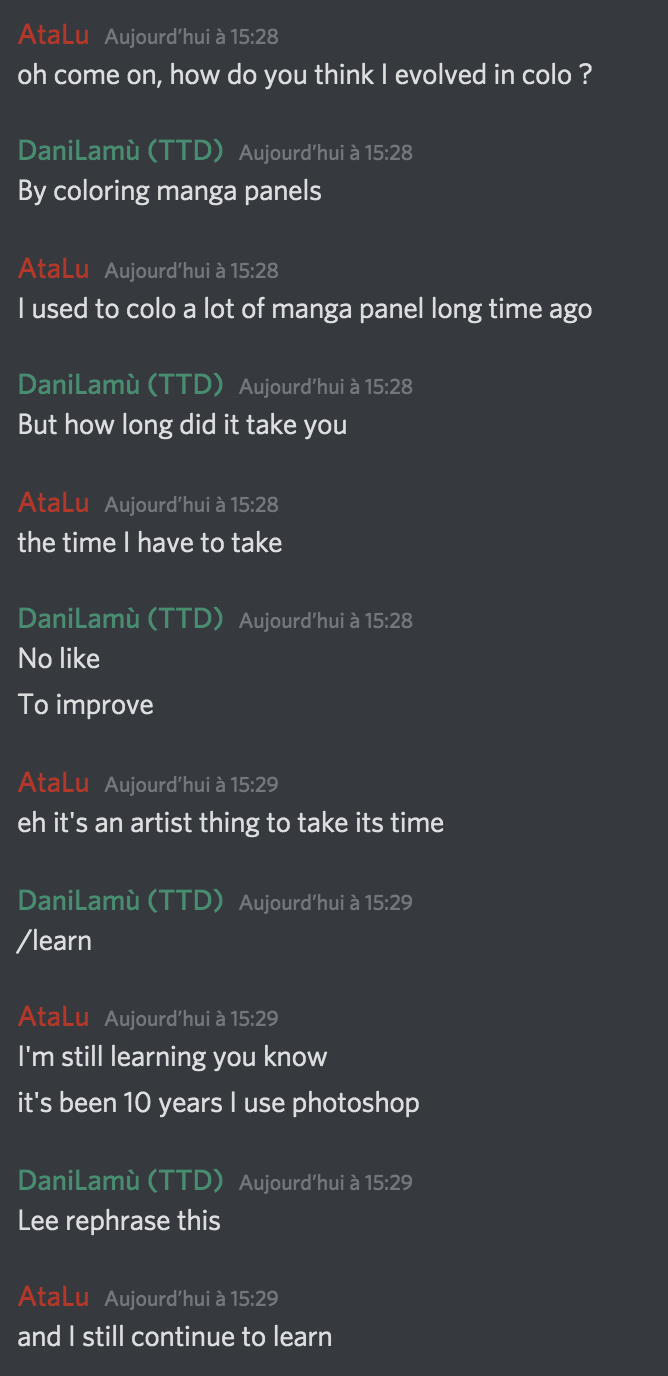 AtaLu Aujourd'hui à 15:28
oh come on, how do you think I evolved in colo ?
DaniLamù (TTD) Aujourd'hui à 15:28
By coloring manga panels
AtaLu Aujourd'hui à 15:28
I used to colo a lot of manga panel long time ago
DaniLamù (TTD) Aujourd'hui à 15:28
But how long did it take you
AtaLu Aujourd'hui à 15:28
the time I have to take
DaniLamù (TTD) Aujourd'hui à 15:28
No like
To improve
AtaLu Aujourd'hui à 15:29
eh it's an artist thing to take its time
DaniLamù (TTD) Aujourd'hui à 15:29
/learn
AtaLu Aujourd'hui à 15:29
I'm still learning you know
it's been 10 years I use photoshop
DaniLamù (TTD) Aujourd'hui à 15:29
Lee rephrase this
AtaLu Aujourd'hui à 15:29
and I still continue to learn